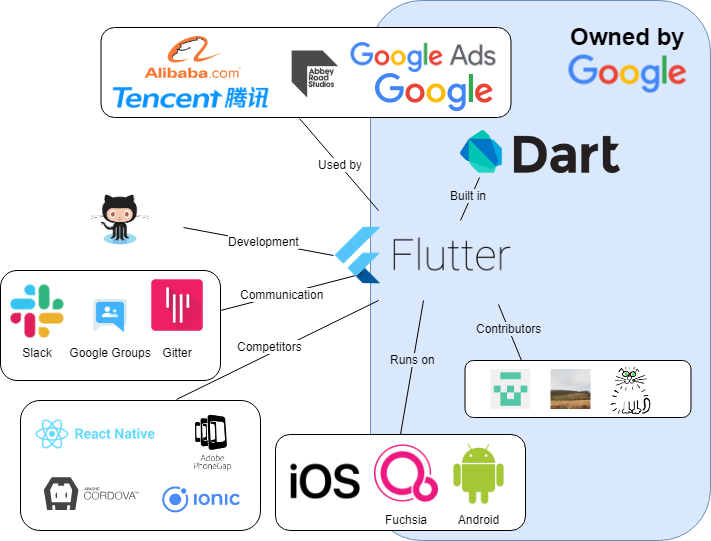 Owned by
Google
Alibaba.com™
Tencent 腾讯
Abbey
Road
Studios
Google Ads
Google
Dart
Used by
Built in
Flutter
Development
Communication
Slack
Google Groups
Gitter
Competitors
Contributors
Runs on
React Native
Adobe
PhoneGap
APACHE
CORDOVA™
IONIC
iOS
Fuchsia
Android